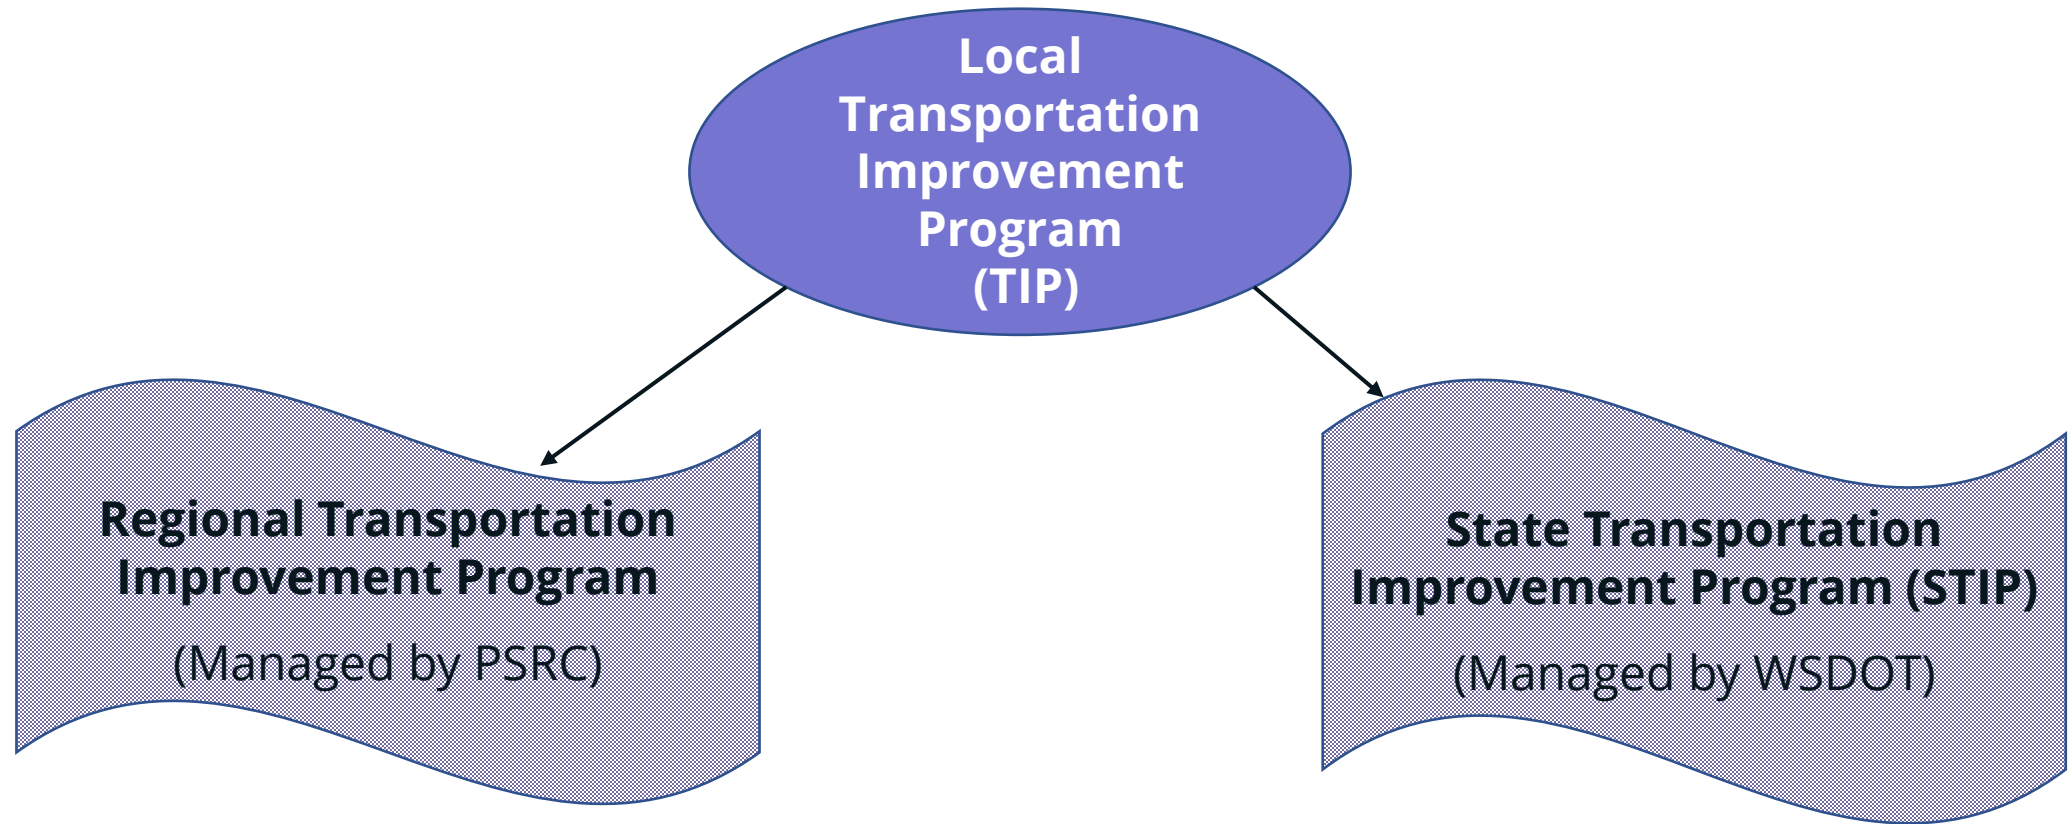 Local
Transportation
Improvement
Program
(TIP)
Regional Transportation
Improvement Program
(Managed by PSRC)
State Transportation
Improvement Program (STIP)
(Managed by WSDOT)